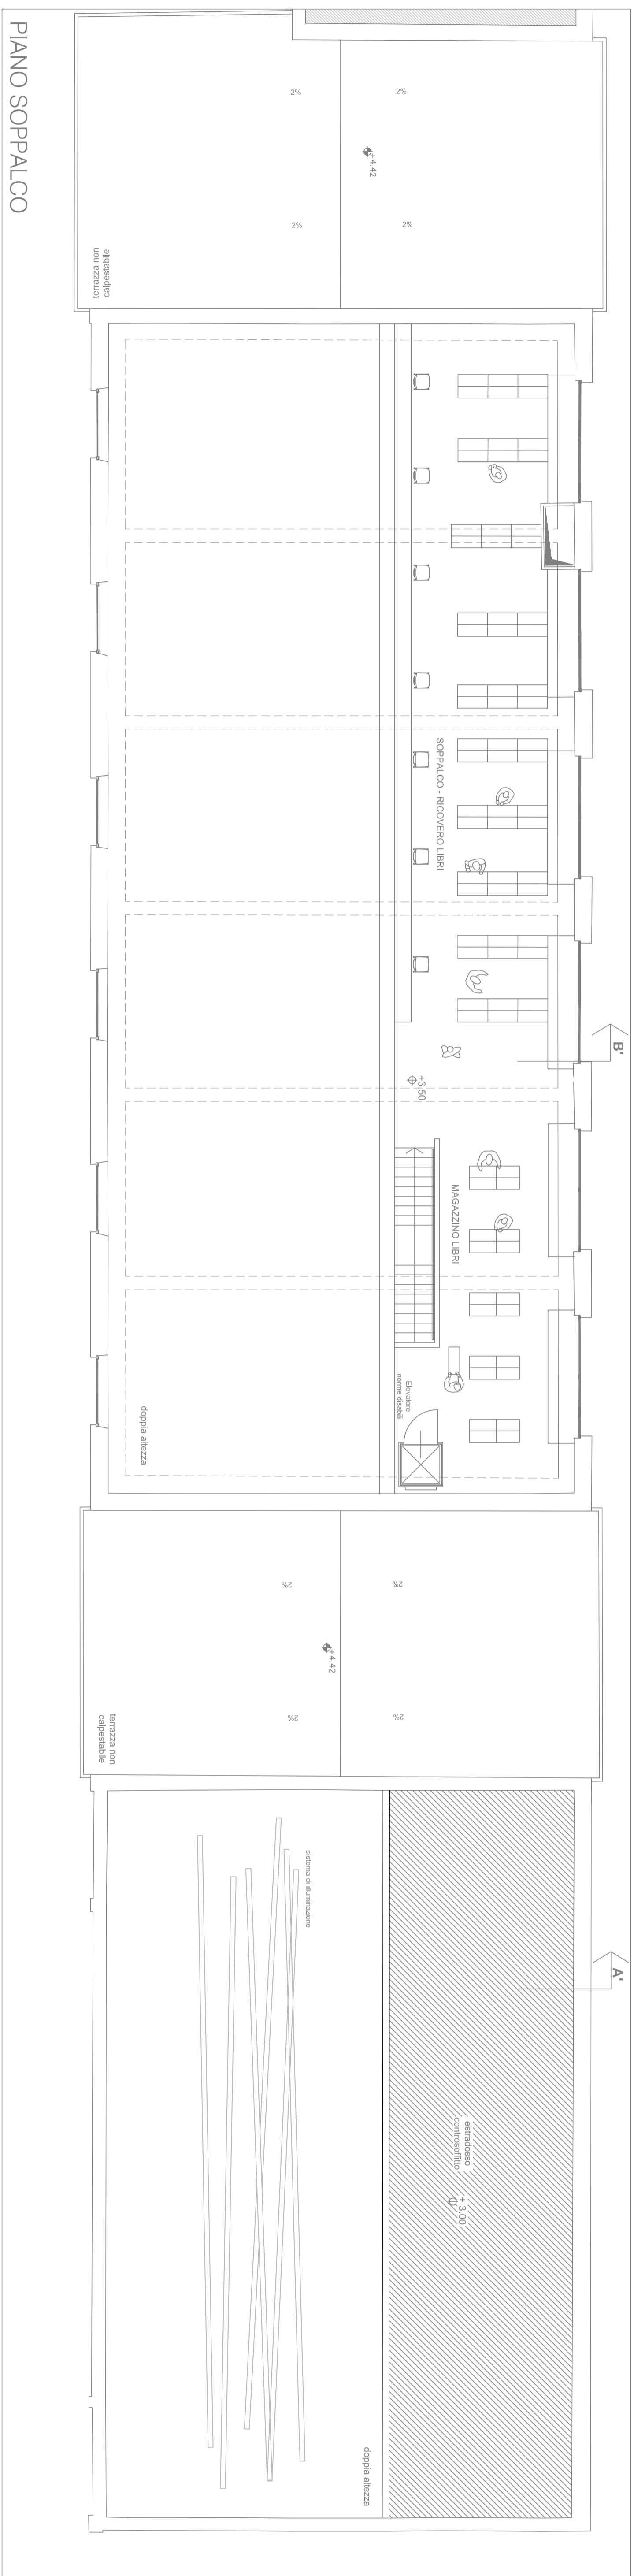 PIANO SOPPALCO
2%
2%
+4.42
2%
2%
terrazza non
calpestabile
SOPPALCO - RICOVERO LIBRI
B'
+3.50
MAGAZZINO LIBRI
Elevatore
norme disabili
doppia altezza
2%
2%
+4.42
2%
2%
terrazza non
calpestabile
sistema di illuminazione
A'
estradosso
controsoffitto
+ 3.00
doppia altezza